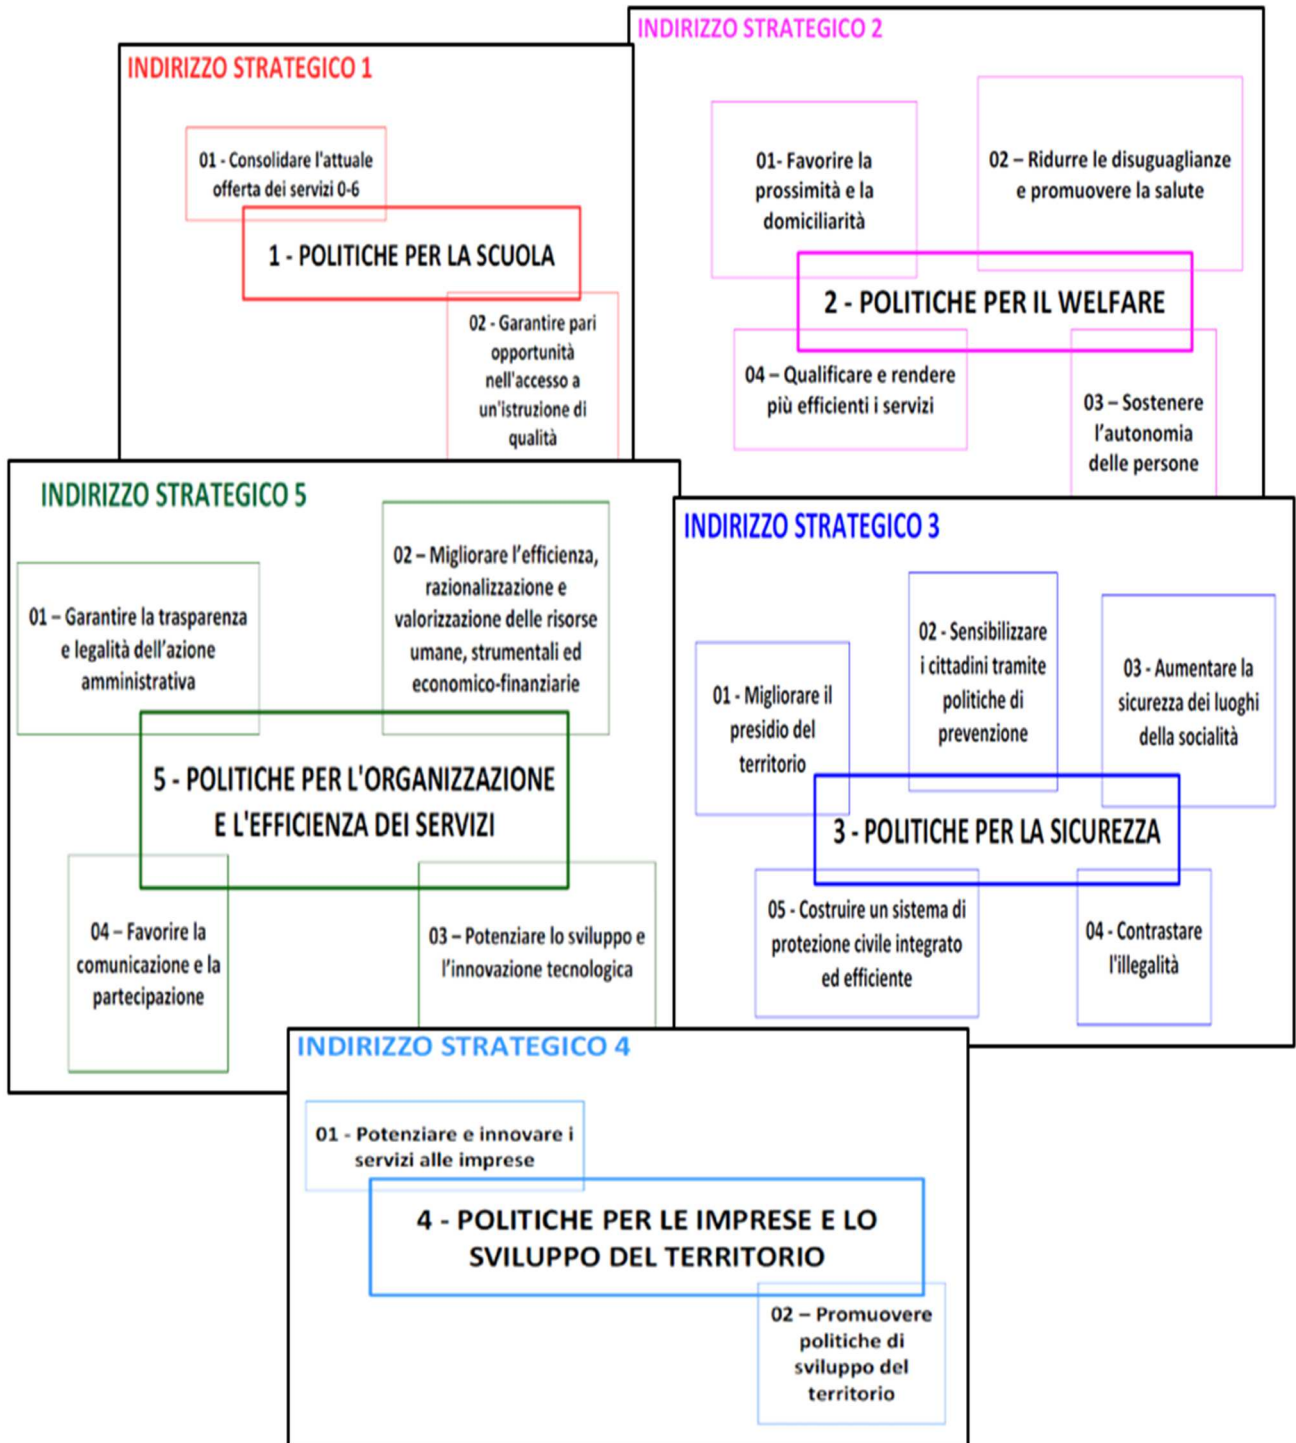 INDIRIZZO STRATEGICO 1
01 - Consolidare l'attuale
offerta dei servizi 0-6
1 - POLITICHE PER LA SCUOLA
02 - Garantire pari
opportunità
nell'accesso a
un'istruzione di
qualità
INDIRIZZO STRATEGICO 2
01- Favorire la
prossimità e la
domiciliarità
02 – Ridurre le disuguaglianze
e promuovere la salute
2 - POLITICHE PER IL WELFARE
04 – Qualificare e rendere
più efficienti i servizi
03 – Sostenere
l'autonomia
delle persone
INDIRIZZO STRATEGICO 5
01 – Garantire la trasparenza
e legalità dell'azione
amministrativa
02 – Migliorare l'efficienza,
razionalizzazione e
valorizzazione delle risorse
umane, strumentali ed
economico-finanziarie
5 - POLITICHE PER L'ORGANIZZAZIONE
E L'EFFICIENZA DEI SERVIZI
04 – Favorire la
comunicazione e la
partecipazione
03 – Potenziare lo sviluppo e
l'innovazione tecnologica
INDIRIZZO STRATEGICO 3
01 - Migliorare il
presidio del
territorio
02 - Sensibilizzare
i cittadini tramite
politiche di
prevenzione
03 - Aumentare la
sicurezza dei luoghi
della socialità
3 - POLITICHE PER LA SICUREZZA
05 - Costruire un sistema di
protezione civile integrato
ed efficiente
04 - Contrastare
l'illegalità
INDIRIZZO STRATEGICO 4
01 - Potenziare e innovare i
servizi alle imprese
4 - POLITICHE PER LE IMPRESE E LO
SVILUPPO DEL TERRITORIO
02 – Promuovere
politiche di
sviluppo del
territorio